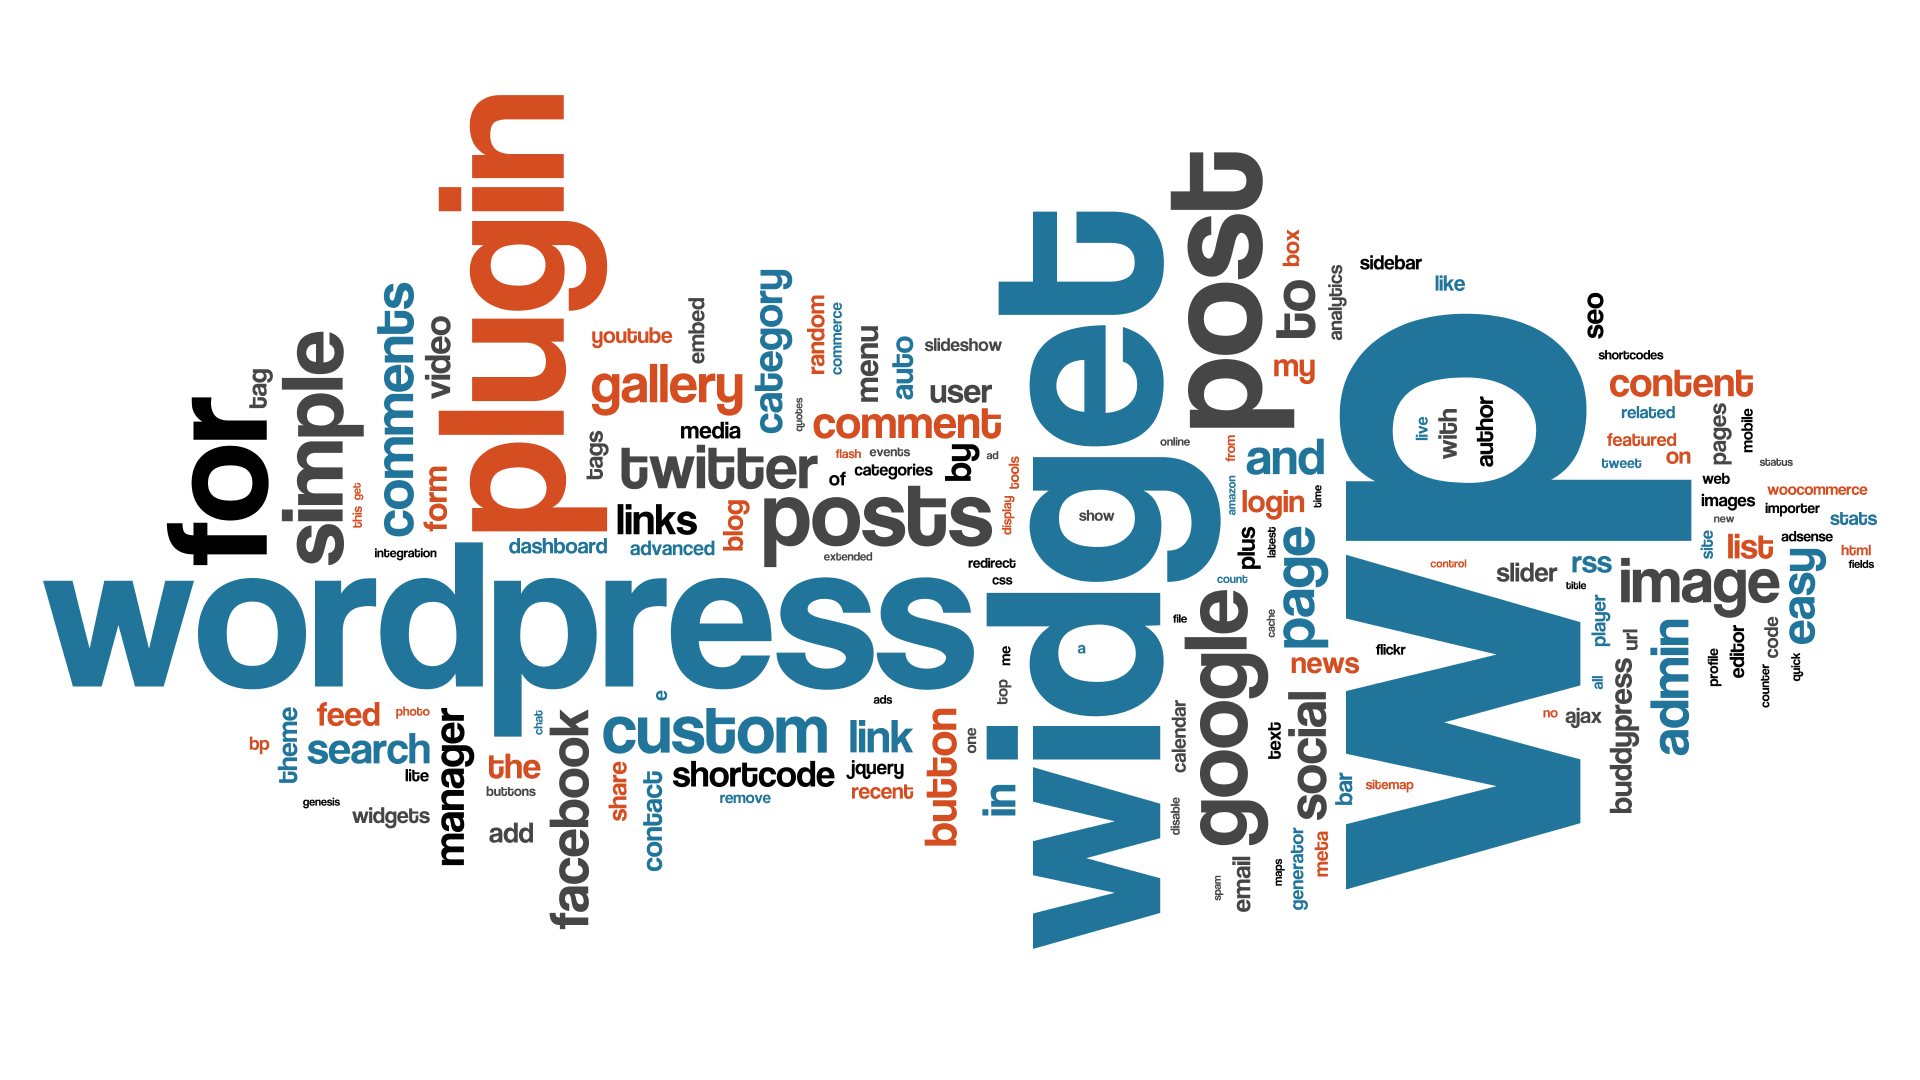 plugin
post
widget
box
to
sidebar
analytics
like
category
comments
embed
random
commerce
seo
wp
video
simple
youtube
menu
auto
slideshow
my
shortcodes
tag
gallery
user
content
for
quotes
comment
live
with
author
related
pages
mobile
media
tags
twitter
flash
events
by
ad
online
from
and
featured
on
tweet
status
of
categories
tools
form
this
get
links
blog
posts
display
show
amazon
login
time
web
images
woocommerce
importer
new
stats
integration
dashboard
advanced
extended
redirect
css
plus
latest
page
count
control
slider
rss
title
site
list
adsense
html
fields
image
easy
wordpress
google
file
cache
player
url
admin
code
editor
profile
counter
quick
me
a
top
news
flickr
buddypress
all
no
ajax
e
ads
theme
feed
photo
bp
search
lite
manager
chat
facebook
custom
link
button
one
in
calendar
text
social
the
buttons
share
contact
shortcode
jquery
remove
recent
bar
sitemap
genesis
widgets
add
disable
generator
meta
spam
email
maps